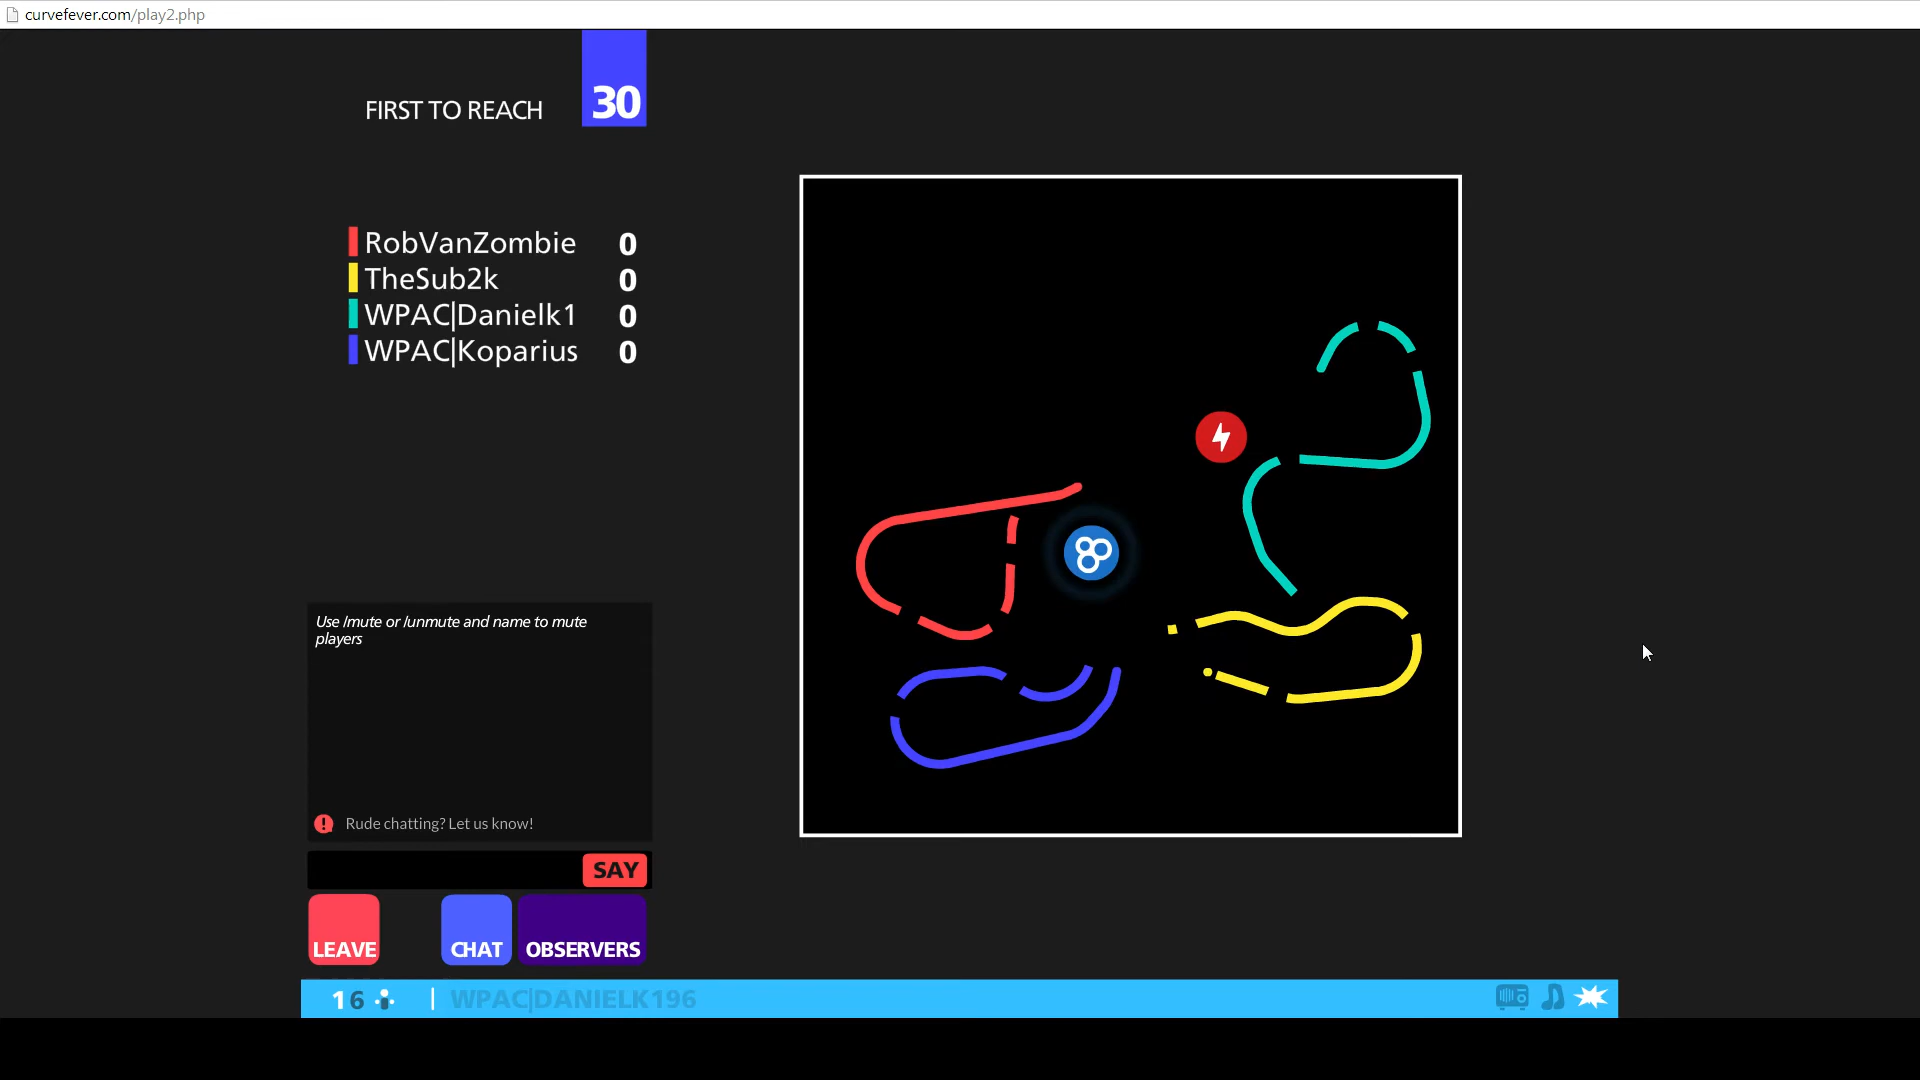 curvefever.com/play2.php
FIRST TO REACH 30
RobVanZombie 0
TheSub2k 0
WPAC|Danielk1 0
WPAC|Koparius 0
Use /mute or /unmute and name to mute
players
Rude chatting? Let us know!
SAY
LEAVE CHAT OBSERVERS
16 | WPAC|DANIELK196